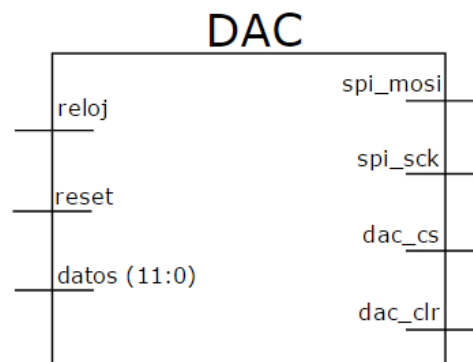 DAC
reloj
reset
datos (11:0)
spi_mosi
spi_sck
dac_cs
dac_clr